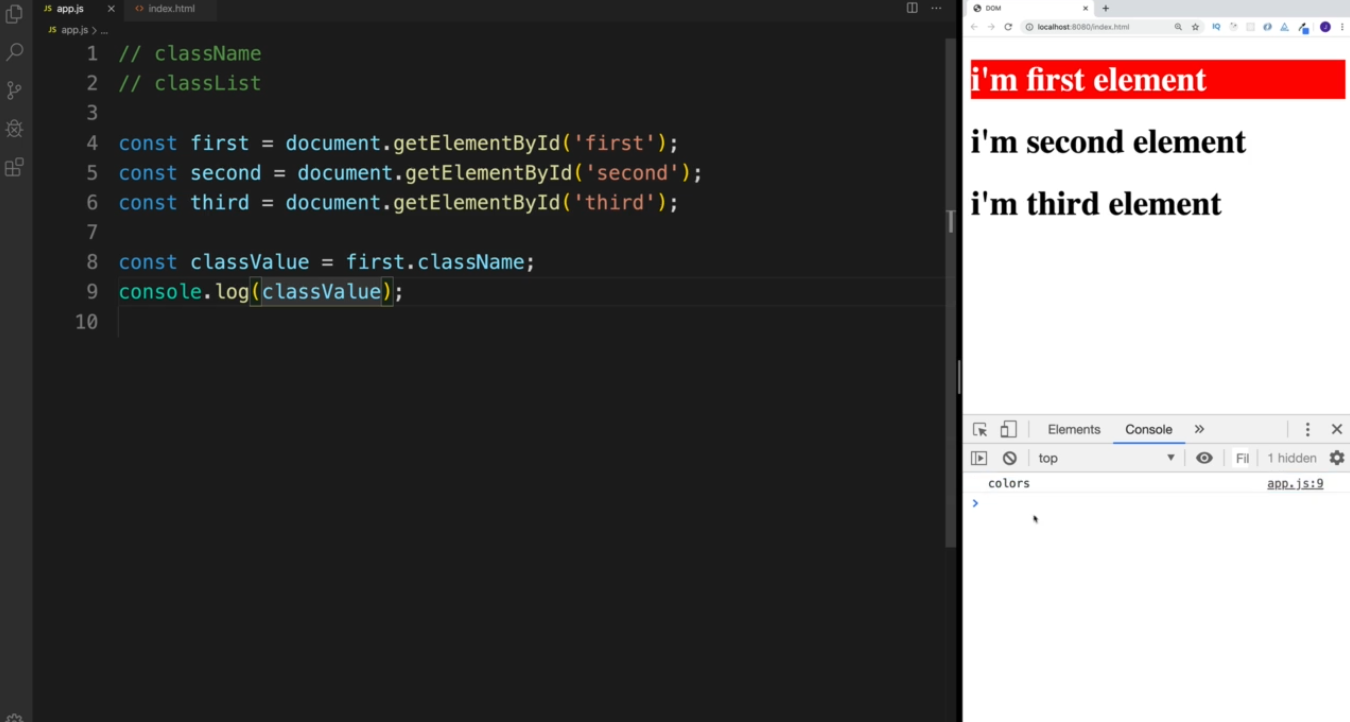 JS app.js × <> index.html
JS app.js > ...
1 // className
2 // classList
3
4 const first = document.getElementById('first');
5 const second = document.getElementById('second');
6 const third = document.getElementById('third');
7
8 const classValue = first.className;
9 console.log(classValue);
10
DOM
localhost:8080/index.html
i'm first element
i'm second element
i'm third element
Elements Console »
top Fil 1 hidden
colors app.js:9